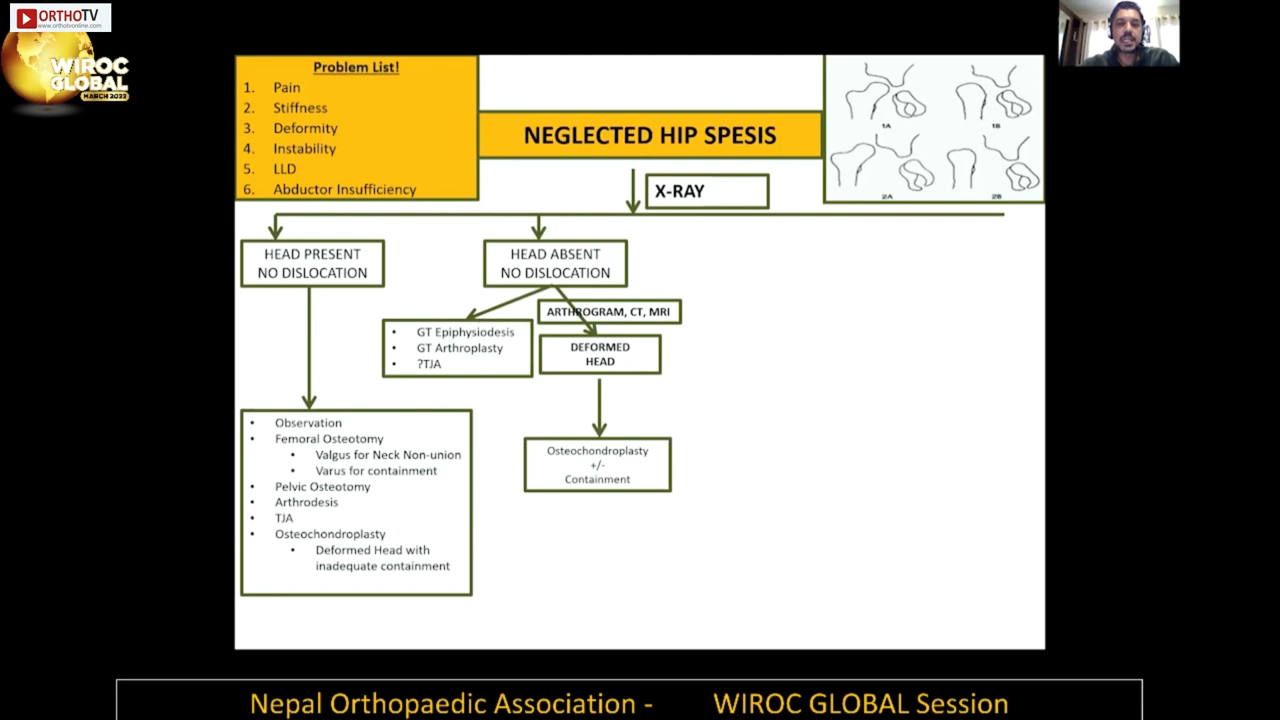 ORTHOTV
www.orthotvonline.com
WIROC
GLOBAL
MARCH 2022
Problem List!
1. Pain
2. Stiffness
3. Deformity
4. Instability
5. LLD
6. Abductor Insufficiency
NEGLECTED HIP SPESIS
1A
1B
2A
2B
X-RAY
HEAD PRESENT
NO DISLOCATION
HEAD ABSENT
NO DISLOCATION
ARTHROGRAM, CT, MRI
• GT Epiphysiodesis
• GT Arthroplasty
• ?TJA
DEFORMED
HEAD
• Observation
• Femoral Osteotomy
• Valgus for Neck Non-union
• Varus for containment
• Pelvic Osteotomy
• Arthrodesis
• TJA
• Osteochondroplasty
• Deformed Head with
inadequate containment
Osteochondroplasty
+/-
Containment
Nepal Orthopaedic Association - WIROC GLOBAL Session